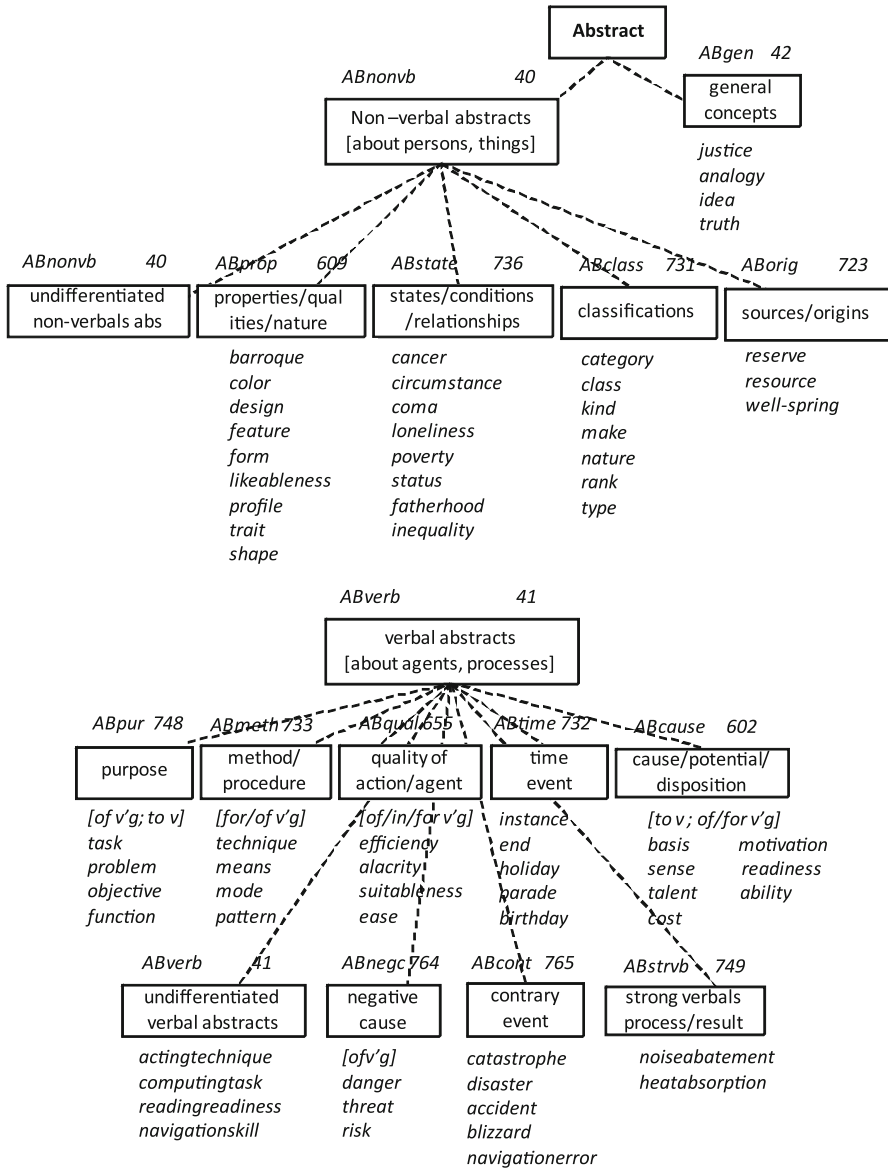 Abstract
ABgen 42
general
concepts
justice
analogy
idea
truth
ABnonvb 40
Non –verbal abstracts
[about persons, things]
ABnonvb 40
undifferentiated
non-verbals abs
ABprop 609
properties/qual
ities/nature
barroque
color
design
feature
form
likeableness
profile
trait
shape
ABstate 736
states/conditions
/relationships
cancer
circumstance
coma
loneliness
poverty
status
fatherhood
inequality
ABclass 731
classifications
category
class
kind
make
nature
rank
type
ABorig 723
sources/origins
reserve
resource
well-spring
ABverb 41
verbal abstracts
[about agents, processes]
ABpur 748
purpose
[of v’g; to v]
task
problem
objective
function
ABmeth 733
method/
procedure
[for/of v’g]
technique
means
mode
pattern
ABqual 655
quality of
action/agent
[of/in/for v’g]
efficiency
alacrity
suitableness
ease
ABtime 732
time
event
instance
end
holiday
parade
birthday
ABcause 602
cause/potential/
disposition
[to v ; of/for v’g]
basis motivation
sense readiness
talent ability
cost
ABverb 41
undifferentiated
verbal abstracts
actingtechnique
computingtask
readingreadiness
navigationskill
ABnegc 764
negative
cause
[ofv’g]
danger
threat
risk
ABcont 765
contrary
event
catastrophe
disaster
accident
blizzard
navigationerror
ABstrvb 749
strong verbals
process/result
noiseabatement
heatabsorption